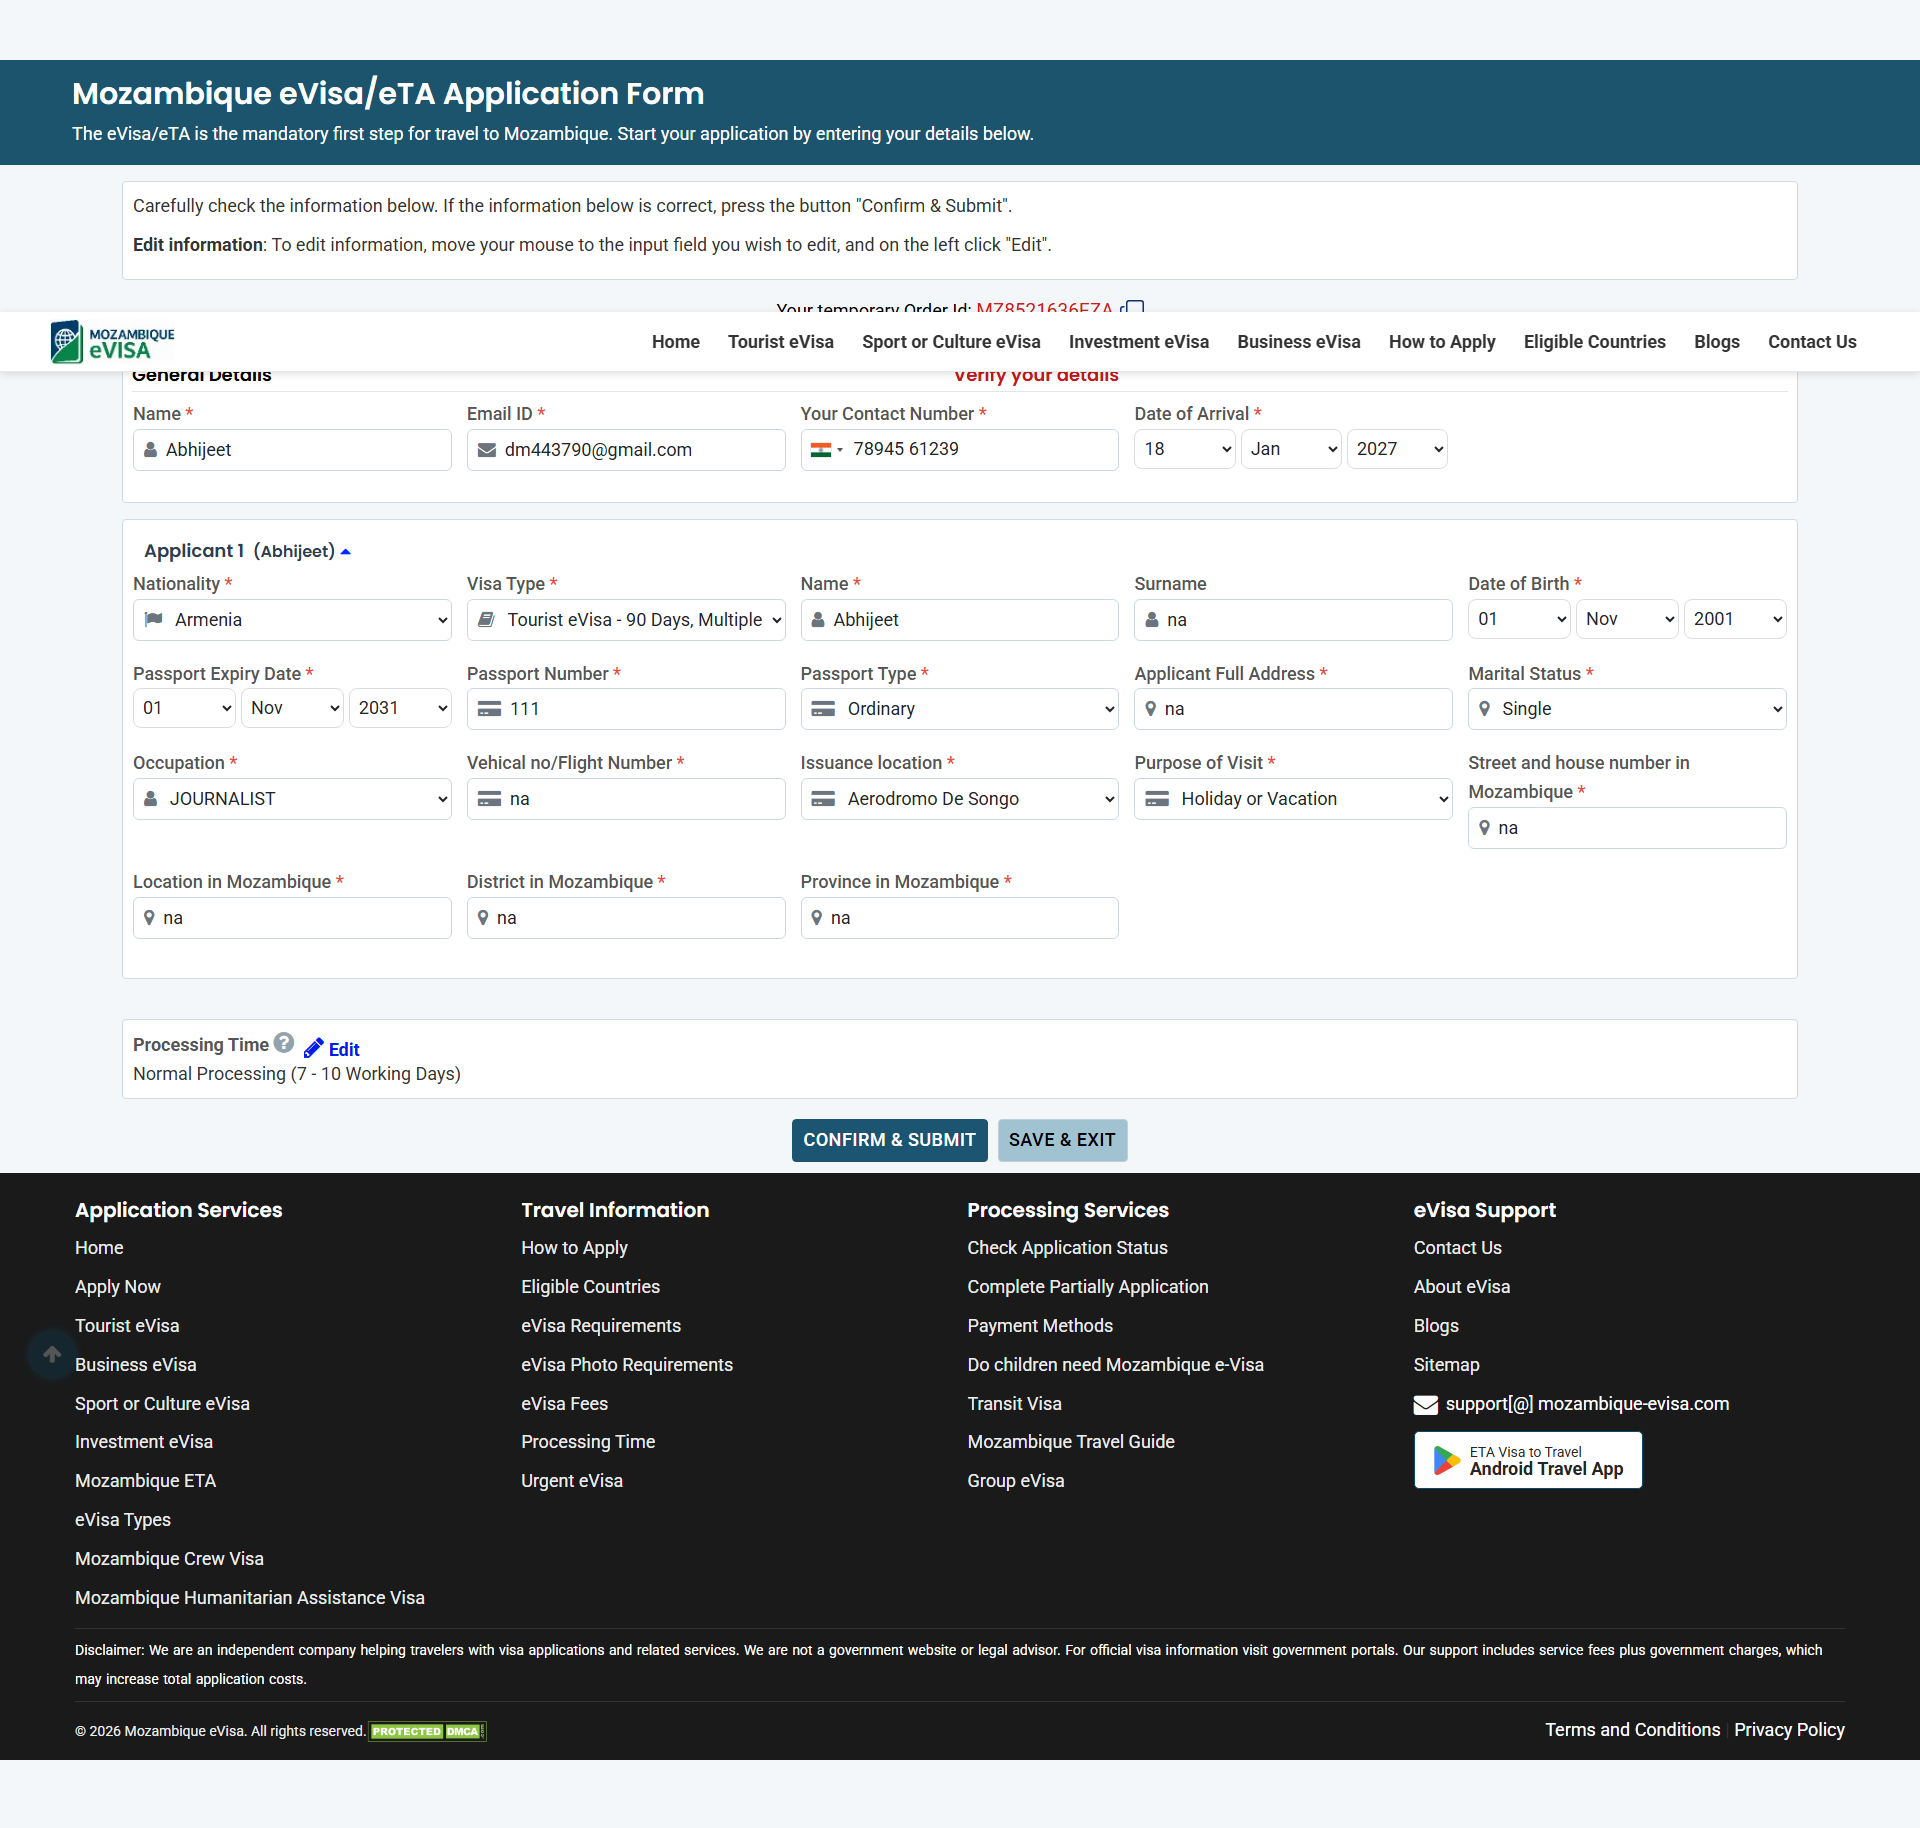 Mozambique eVisa/eTA Application Form
The eVisa/eTA is the mandatory first step for travel to Mozambique. Start your application by entering your details below.
Carefully check the information below. If the information below is correct, press the button "Confirm & Submit".
Edit information: To edit information, move your mouse to the input field you wish to edit, and on the left click "Edit".
Your temporary Order Id: MZ8521636EZA
MOZAMBIQUE
eVISA
Home Tourist eVisa Sport or Culture eVisa Investment eVisa Business eVisa How to Apply Eligible Countries Blogs Contact Us
General Details Verify your details
Name * Email ID * Your Contact Number * Date of Arrival *
Abhijeet dm443790@gmail.com 78945 61239 18 Jan 2027
Applicant 1 (Abhijeet)
Nationality * Visa Type * Name * Surname Date of Birth *
Armenia Tourist eVisa - 90 Days, Multiple Abhijeet na 01 Nov 2001
Passport Expiry Date * Passport Number * Passport Type * Applicant Full Address * Marital Status *
01 Nov 2031 111 Ordinary na Single
Occupation * Vehical no/Flight Number * Issuance location * Purpose of Visit * Street and house number in
Mozambique *
JOURNALIST na Aerodromo De Songo Holiday or Vacation na
Location in Mozambique * District in Mozambique * Province in Mozambique *
na na na
Processing Time ? Edit
Normal Processing (7 - 10 Working Days)
CONFIRM & SUBMIT SAVE & EXIT
Application Services Travel Information Processing Services eVisa Support
Home How to Apply Check Application Status Contact Us
Apply Now Eligible Countries Complete Partially Application About eVisa
Tourist eVisa eVisa Requirements Payment Methods Blogs
Business eVisa eVisa Photo Requirements Do children need Mozambique e-Visa Sitemap
Sport or Culture eVisa eVisa Fees Transit Visa support[@] mozambique-evisa.com
Investment eVisa Processing Time Mozambique Travel Guide ETA Visa to Travel
Mozambique ETA Urgent eVisa Group eVisa Android Travel App
eVisa Types
Mozambique Crew Visa
Mozambique Humanitarian Assistance Visa
Disclaimer: We are an independent company helping travelers with visa applications and related services. We are not a government website or legal advisor. For official visa information visit government portals. Our support includes service fees plus government charges, which
may increase total application costs.
© 2026 Mozambique eVisa. All rights reserved. PROTECTED DMCA .com Terms and Conditions Privacy Policy